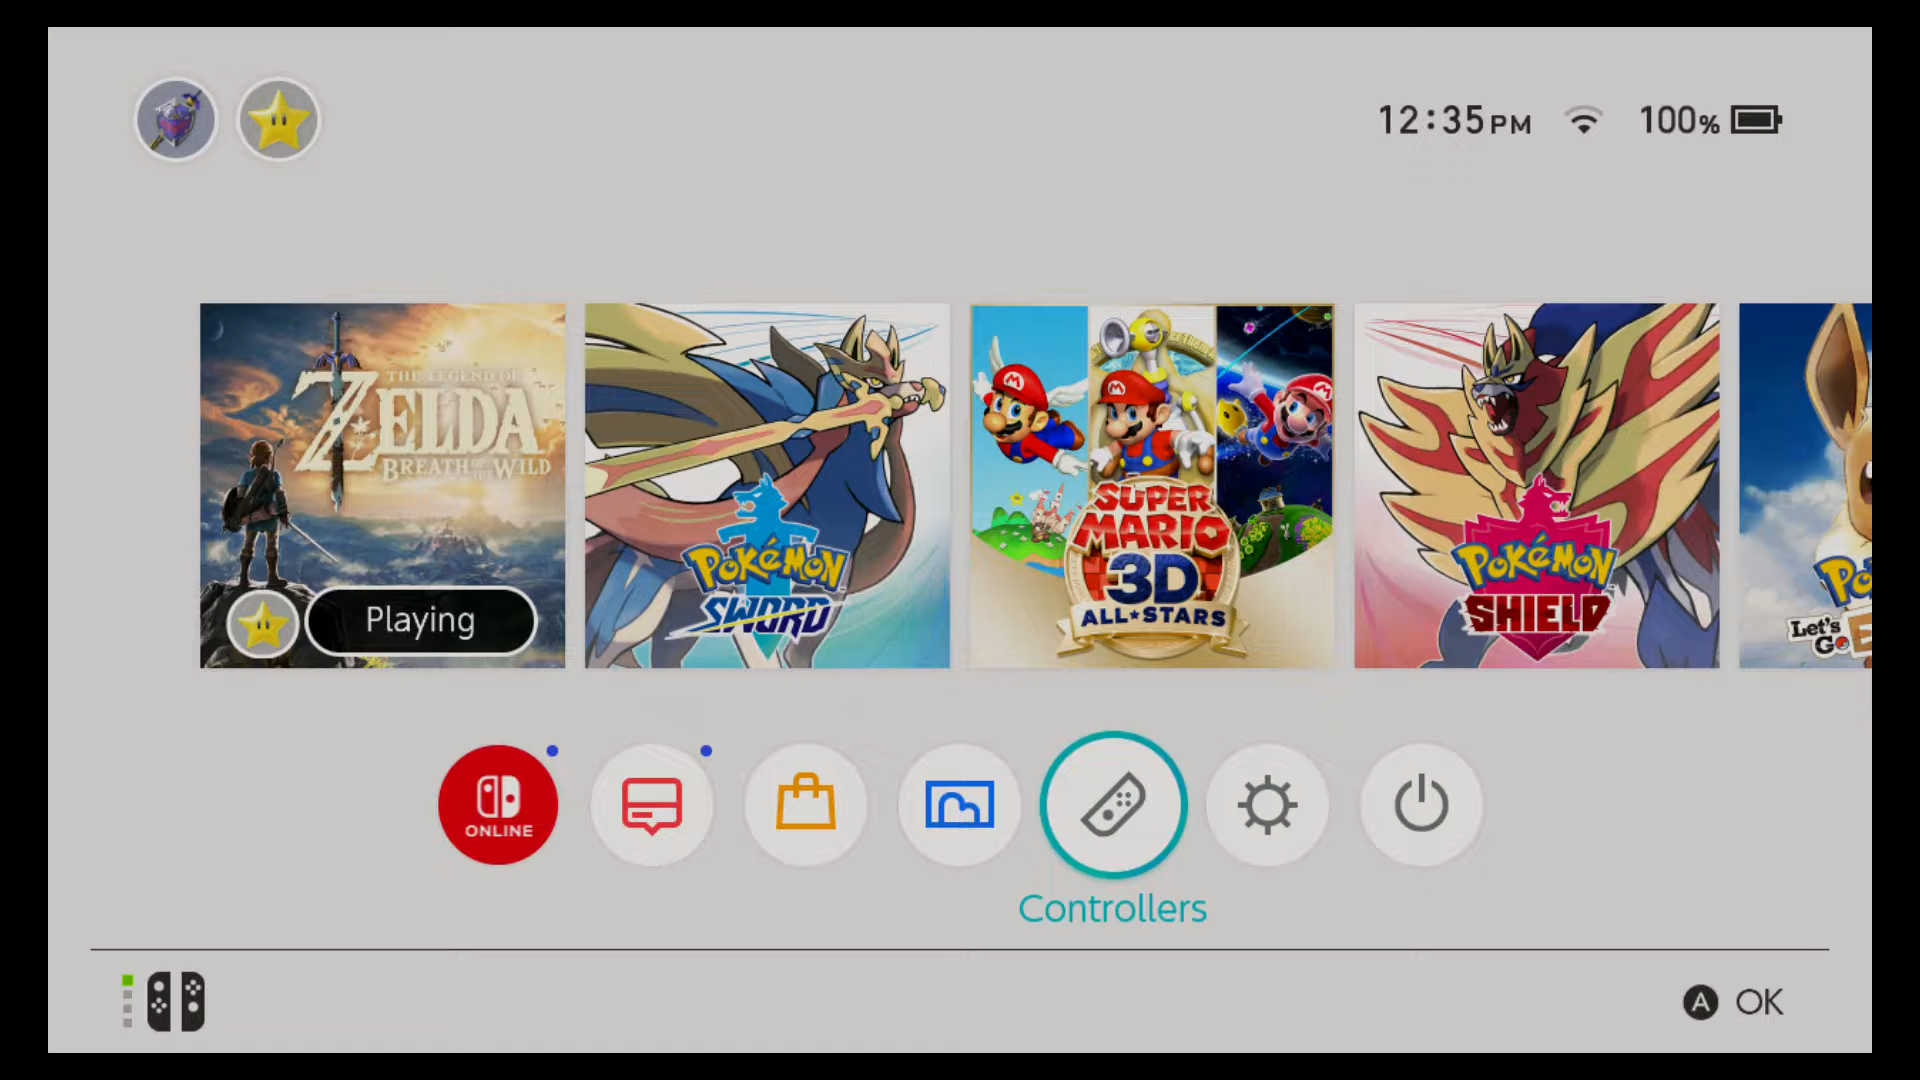 12:35 PM 100%
THE LEGEND OF
ZELDA
BREATH OF THE WILD
Playing
Pokémon
SWORD
SUPER
MARIO
3D
ALL★STARS
Pokémon
SHIELD
Po
Let's
Go E
ONLINE
Controllers
A OK